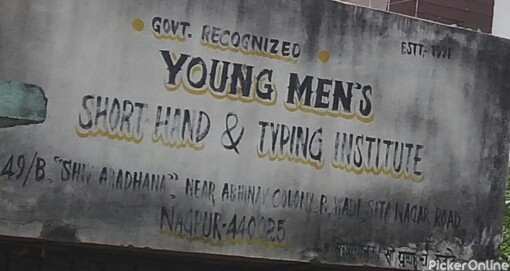 GOVT. RECOGNIZED
ESTT.-1991
YOUNG MEN'S
SHORT HAND & TYPING INSTITUTE
49/B, "SHIV ARADHANA", NEAR ABHINAV COLONY, R. WADI, SITA NAGAR ROAD
NAGPUR-440025
PickerOnline